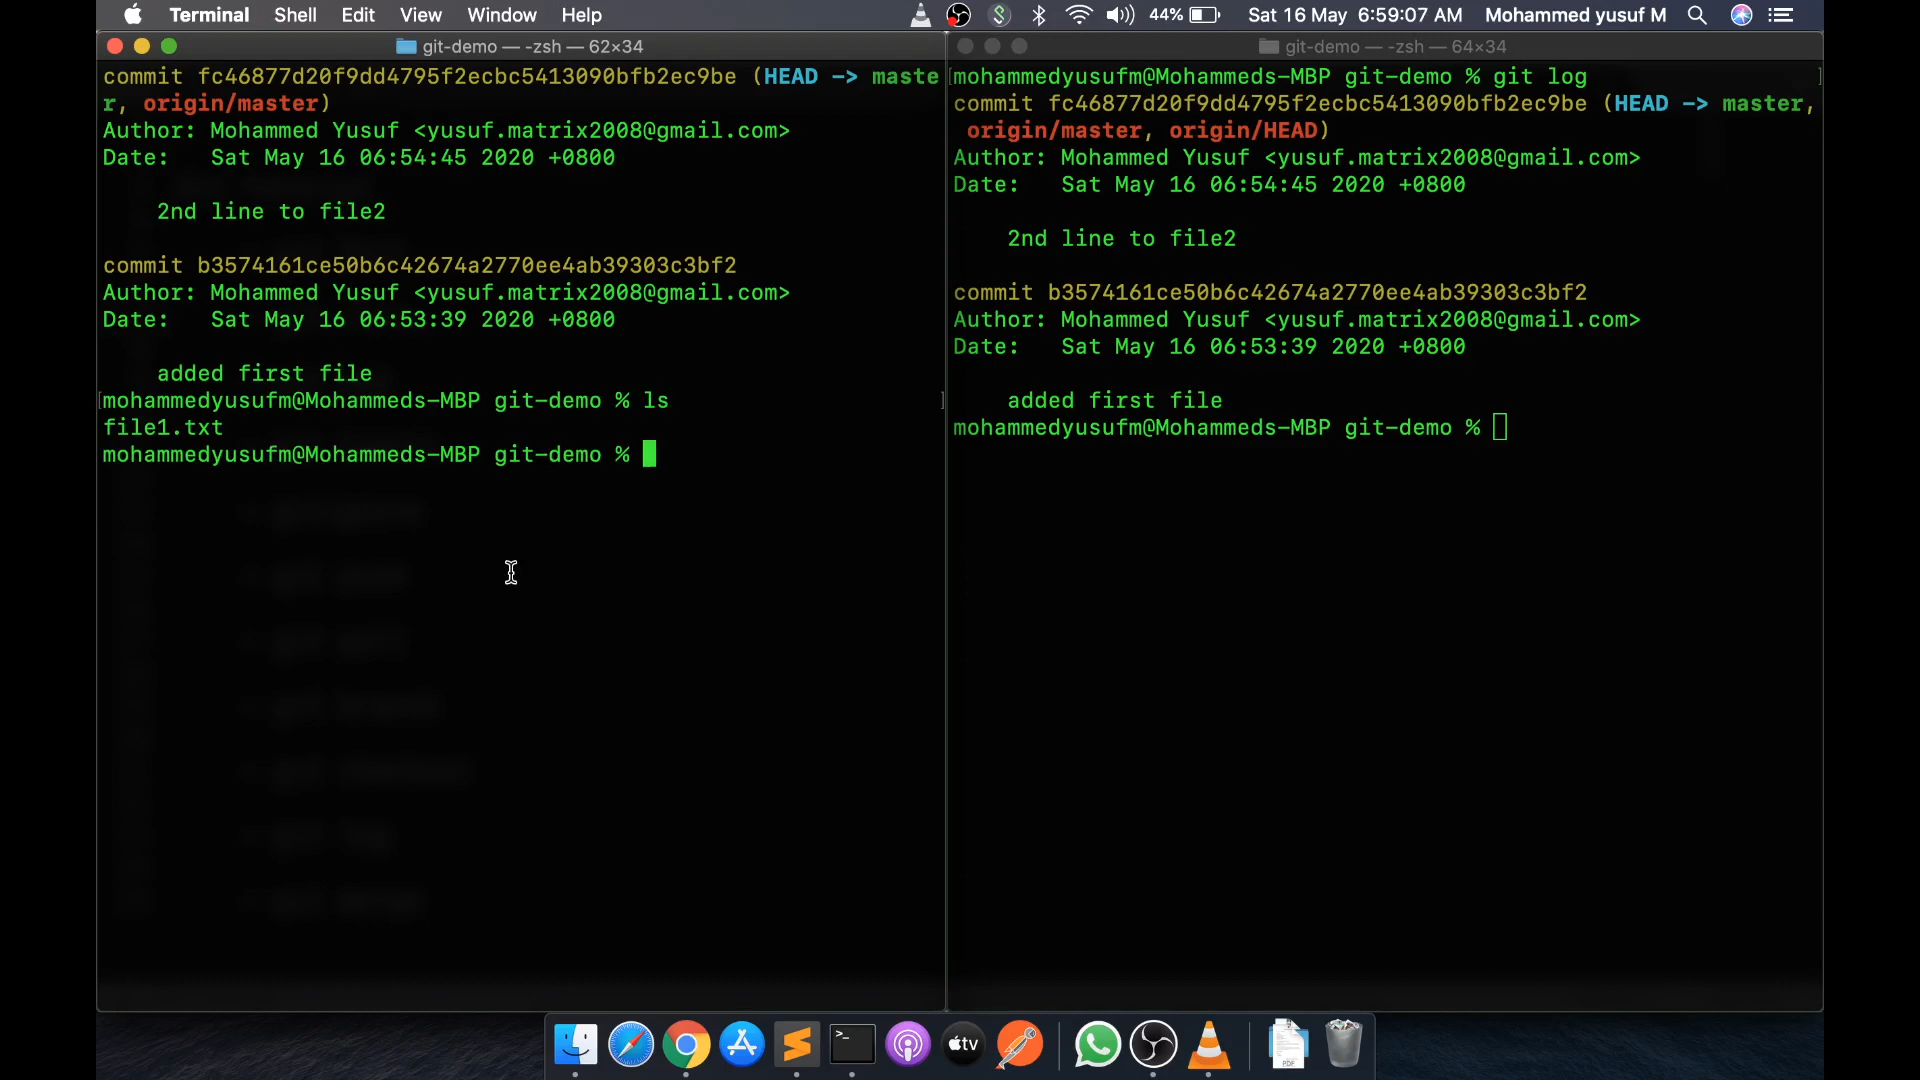 Terminal Shell Edit View Window Help 44% Sat 16 May 6:59:07 AM Mohammed yusuf M
git-demo — -zsh — 62×34
commit fc46877d20f9dd4795f2ecbc5413090bfb2ec9be (HEAD -> maste
r, origin/master)
Author: Mohammed Yusuf <yusuf.matrix2008@gmail.com>
Date:   Sat May 16 06:54:45 2020 +0800
2nd line to file2
commit b3574161ce50b6c42674a2770ee4ab39303c3bf2
Author: Mohammed Yusuf <yusuf.matrix2008@gmail.com>
Date:   Sat May 16 06:53:39 2020 +0800
added first file
[mohammedyusufm@Mohammeds-MBP git-demo % ls ]
file1.txt
mohammedyusufm@Mohammeds-MBP git-demo %
git-demo — -zsh — 64×34
[mohammedyusufm@Mohammeds-MBP git-demo % git log ]
commit fc46877d20f9dd4795f2ecbc5413090bfb2ec9be (HEAD -> master,
origin/master, origin/HEAD)
Author: Mohammed Yusuf <yusuf.matrix2008@gmail.com>
Date:   Sat May 16 06:54:45 2020 +0800
2nd line to file2
commit b3574161ce50b6c42674a2770ee4ab39303c3bf2
Author: Mohammed Yusuf <yusuf.matrix2008@gmail.com>
Date:   Sat May 16 06:53:39 2020 +0800
added first file
mohammedyusufm@Mohammeds-MBP git-demo %
tv
PDF